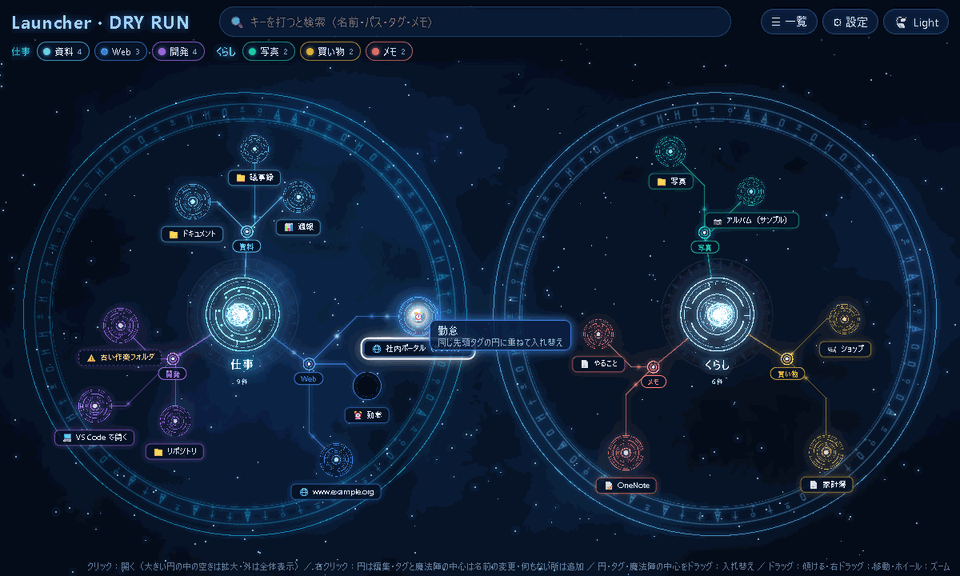 Launcher · DRY RUN
キーを打つと検索（名前・パス・タグ・メモ）
☰ 一覧
⚙ 設定
Light
仕事
資料 4
Web 3
開発 4
くらし
写真 2
買い物 2
メモ 2
議事録
ドキュメント
週報
資料
写真
アルバム（サンプル）
写真
勤怠
同じ先頭タグの円に重ねて入れ替え
社内ポータル
古い作業フォルダ
開発
仕事
9 件
Web
勤怠
VS Code で開く
リポジトリ
www.example.org
やること
メモ
くらし
6 件
買い物
ショップ
OneNote
家計簿
クリック：開く（大きい円の中の空きは拡大・外は全体表示） ／ 右クリック：円は編集・タグと魔法陣の中心は名前の変更・何もない所は追加 ／ 円・タグ・魔法陣の中心をドラッグ：入れ替え ／ ドラッグ：傾ける・右ドラッグ：移動・ホイール：ズーム